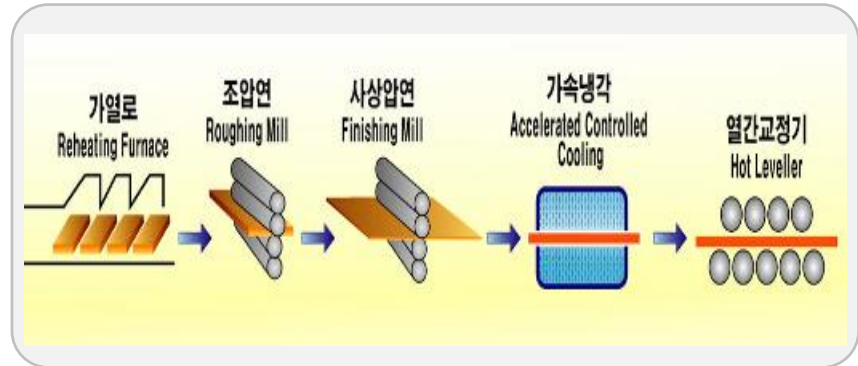 가열로
Reheating Furnace
조압연
Roughing Mill
사상압연
Finishing Mill
가속냉각
Accelerated Controlled
Cooling
열간교정기
Hot Leveller